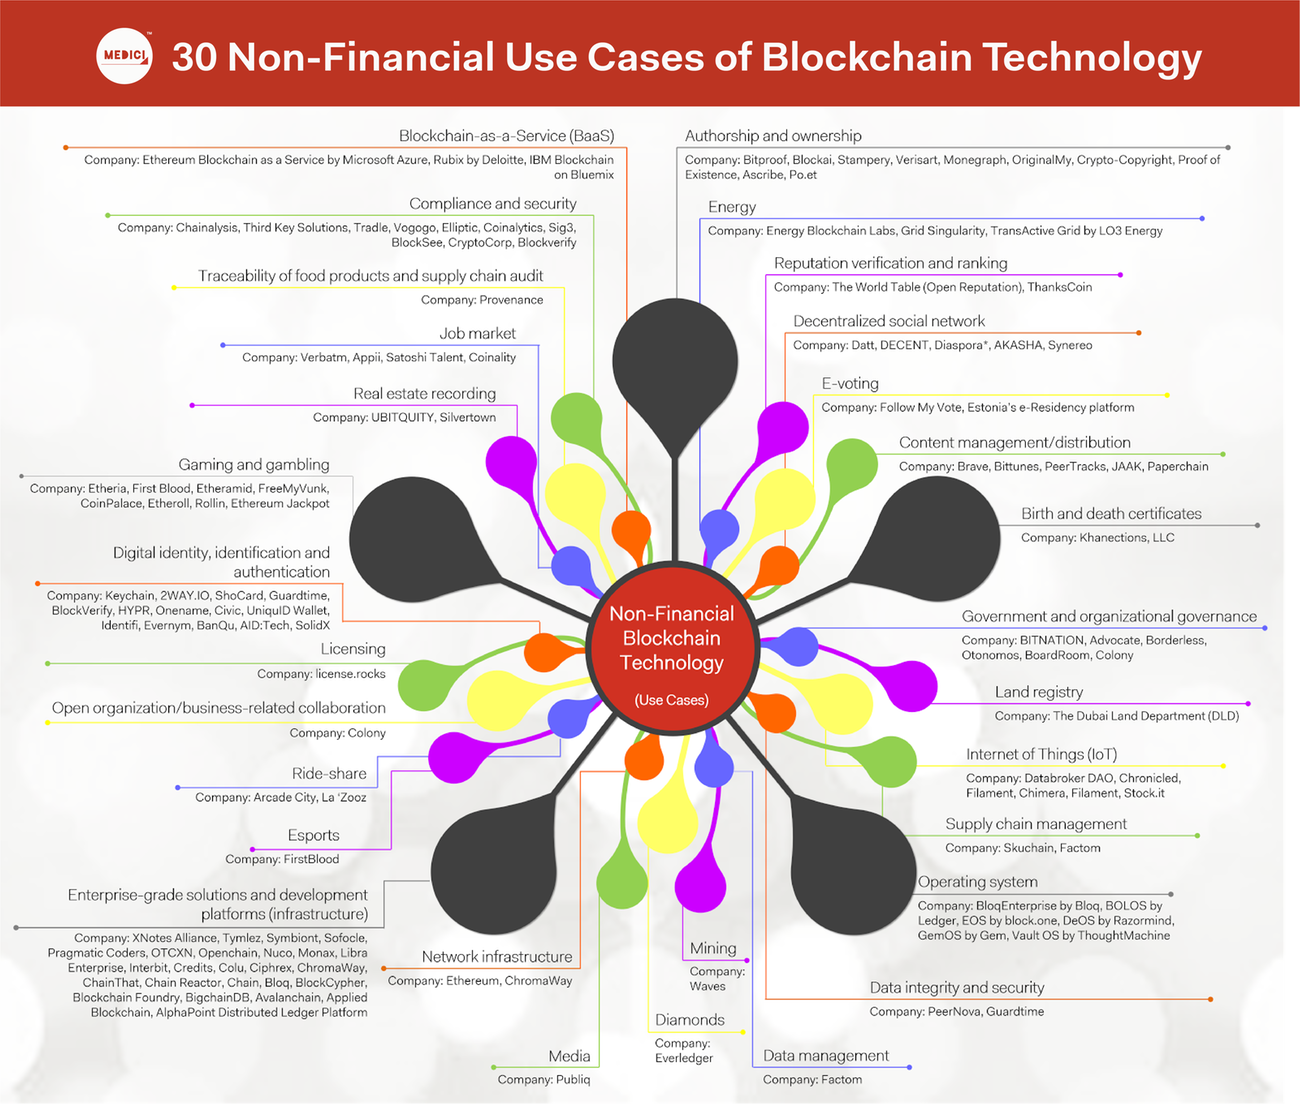 MEDICI
TM
30 Non-Financial Use Cases of Blockchain Technology
Blockchain-as-a-Service (BaaS)
Company: Ethereum Blockchain as a Service by Microsoft Azure, Rubix by Deloitte, IBM Blockchain
on Bluemix
Compliance and security
Company: Chainalysis, Third Key Solutions, Tradle, Vogogo, Elliptic, Coinalytics, Sig3,
BlockSee, CryptoCorp, Blockverify
Traceability of food products and supply chain audit
Company: Provenance
Job market
Company: Verbatm, Appii, Satoshi Talent, Coinality
Real estate recording
Company: UBITQUITY, Silvertown
Gaming and gambling
Company: Etheria, First Blood, Etheramid, FreeMyVunk,
CoinPalace, Etheroll, Rollin, Ethereum Jackpot
Digital identity, identification and
authentication
Company: Keychain, 2WAY.IO, ShoCard, Guardtime,
BlockVerify, HYPR, Onename, Civic, UniquID Wallet,
Identifi, Evernym, BanQu, AID:Tech, SolidX
Licensing
Company: license.rocks
Open organization/business-related collaboration
Company: Colony
Ride-share
Company: Arcade City, La 'Zooz
Esports
Company: FirstBlood
Enterprise-grade solutions and development
platforms (infrastructure)
Company: XNotes Alliance, Tymlez, Symbiont, Sofocle,
Pragmatic Coders, OTCXN, Openchain, Nuco, Monax, Libra
Enterprise, Interbit, Credits, Colu, Ciphrex, ChromaWay,
ChainThat, Chain Reactor, Chain, Bloq, BlockCypher,
Blockchain Foundry, BigchainDB, Avalanchain, Applied
Blockchain, AlphaPoint Distributed Ledger Platform
Network infrastructure
Company: Ethereum, ChromaWay
Media
Company: Publiq
Non-Financial
Blockchain
Technology
(Use Cases)
Authorship and ownership
Company: Bitproof, Blockai, Stampery, Verisart, Monegraph, OriginalMy, Crypto-Copyright, Proof of
Existence, Ascribe, Po.et
Energy
Company: Energy Blockchain Labs, Grid Singularity, TransActive Grid by LO3 Energy
Reputation verification and ranking
Company: The World Table (Open Reputation), ThanksCoin
Decentralized social network
Company: Datt, DECENT, Diaspora*, AKASHA, Synereo
E-voting
Company: Follow My Vote, Estonia's e-Residency platform
Content management/distribution
Company: Brave, Bittunes, PeerTracks, JAAK, Paperchain
Birth and death certificates
Company: Khanections, LLC
Government and organizational governance
Company: BITNATION, Advocate, Borderless,
Otonomos, BoardRoom, Colony
Land registry
Company: The Dubai Land Department (DLD)
Internet of Things (IoT)
Company: Databroker DAO, Chronicled,
Filament, Chimera, Filament, Stock.it
Supply chain management
Company: Skuchain, Factom
Operating system
Company: BloqEnterprise by Bloq, BOLOS by
Ledger, EOS by block.one, DeOS by Razormind,
GemOS by Gem, Vault OS by ThoughtMachine
Data integrity and security
Company: PeerNova, Guardtime
Mining
Company:
Waves
Diamonds
Company:
Everledger
Data management
Company: Factom